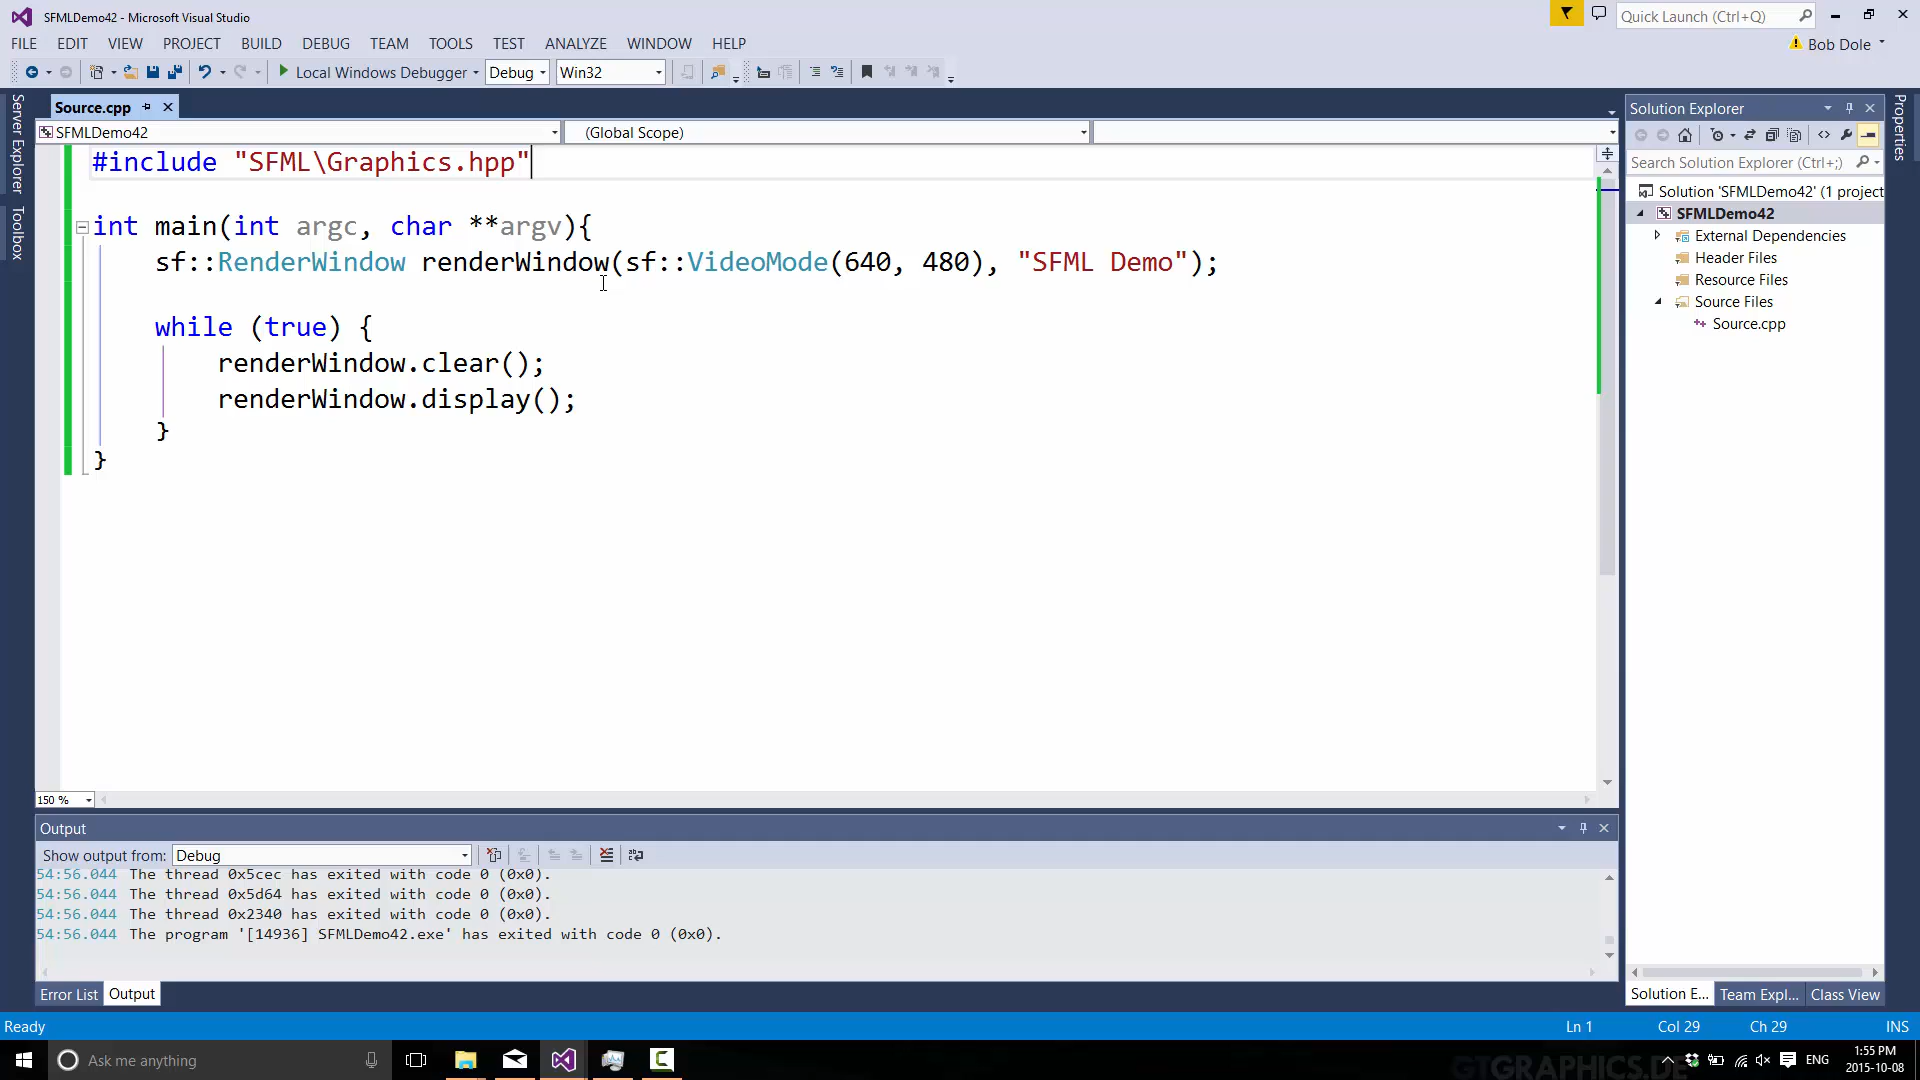 SFMLDemo42 - Microsoft Visual Studio
Quick Launch (Ctrl+Q)
FILE EDIT VIEW PROJECT BUILD DEBUG TEAM TOOLS TEST ANALYZE WINDOW HELP
Bob Dole
Local Windows Debugger Debug Win32
Server Explorer
Toolbox
Source.cpp
SFMLDemo42 (Global Scope)
#include "SFML\Graphics.hpp"
int main(int argc, char **argv){
sf::RenderWindow renderWindow(sf::VideoMode(640, 480), "SFML Demo");
while (true) {
renderWindow.clear();
renderWindow.display();
}
}
150 %
Solution Explorer
Search Solution Explorer (Ctrl+;)
Solution 'SFMLDemo42' (1 project
SFMLDemo42
External Dependencies
Header Files
Resource Files
Source Files
Source.cpp
Properties
Output
Show output from: Debug
54:56.044 The thread 0x5cec has exited with code 0 (0x0).
54:56.044 The thread 0x5d64 has exited with code 0 (0x0).
54:56.044 The thread 0x2340 has exited with code 0 (0x0).
54:56.044 The program '[14936] SFMLDemo42.exe' has exited with code 0 (0x0).
Error List Output
Solution E... Team Expl... Class View
Ready Ln 1 Col 29 Ch 29 INS
Ask me anything
GTGRAPHICS.DE
ENG
1:55 PM
2015-10-08